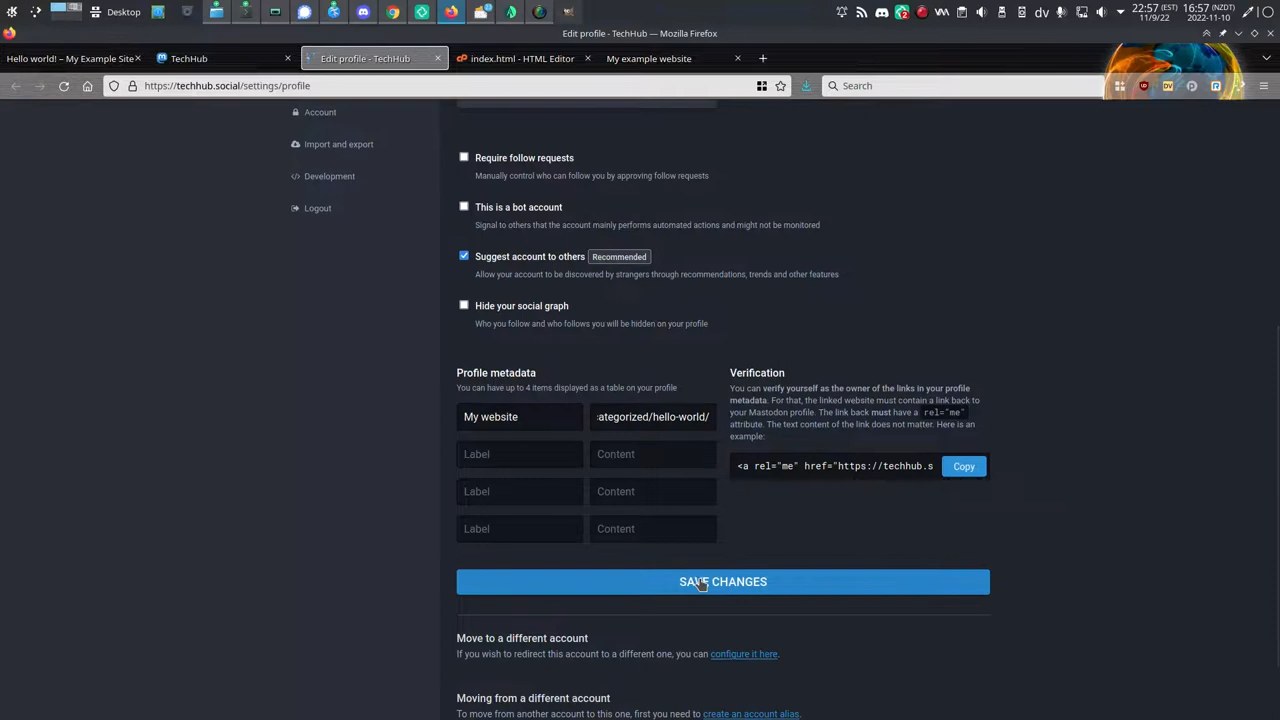 Desktop
2
dv
22:57 (EST)
11/9/22
16:57 (NZDT)
2022-11-10
Edit profile - TechHub — Mozilla Firefox
Hello world! – My Example Site
TechHub
Edit profile - TechHub
index.html - HTML Editor
My example website
https://techhub.social/settings/profile
Search
Account
Import and export
Development
Logout
Require follow requests
Manually control who can follow you by approving follow requests
This is a bot account
Signal to others that the account mainly performs automated actions and might not be monitored
Suggest account to others Recommended
Allow your account to be discovered by strangers through recommendations, trends and other features
Hide your social graph
Who you follow and who follows you will be hidden on your profile
Profile metadata
You can have up to 4 items displayed as a table on your profile
My website
:ategorized/hello-world/
Label
Content
Label
Content
Label
Content
Verification
You can verify yourself as the owner of the links in your profile
metadata. For that, the linked website must contain a link back to
your Mastodon profile. The link back must have a rel="me"
attribute. The text content of the link does not matter. Here is an
example:
<a rel="me" href="https://techhub.s
Copy
SAVE CHANGES
Move to a different account
If you wish to redirect this account to a different one, you can configure it here.
Moving from a different account
To move from another account to this one, first you need to create an account alias.